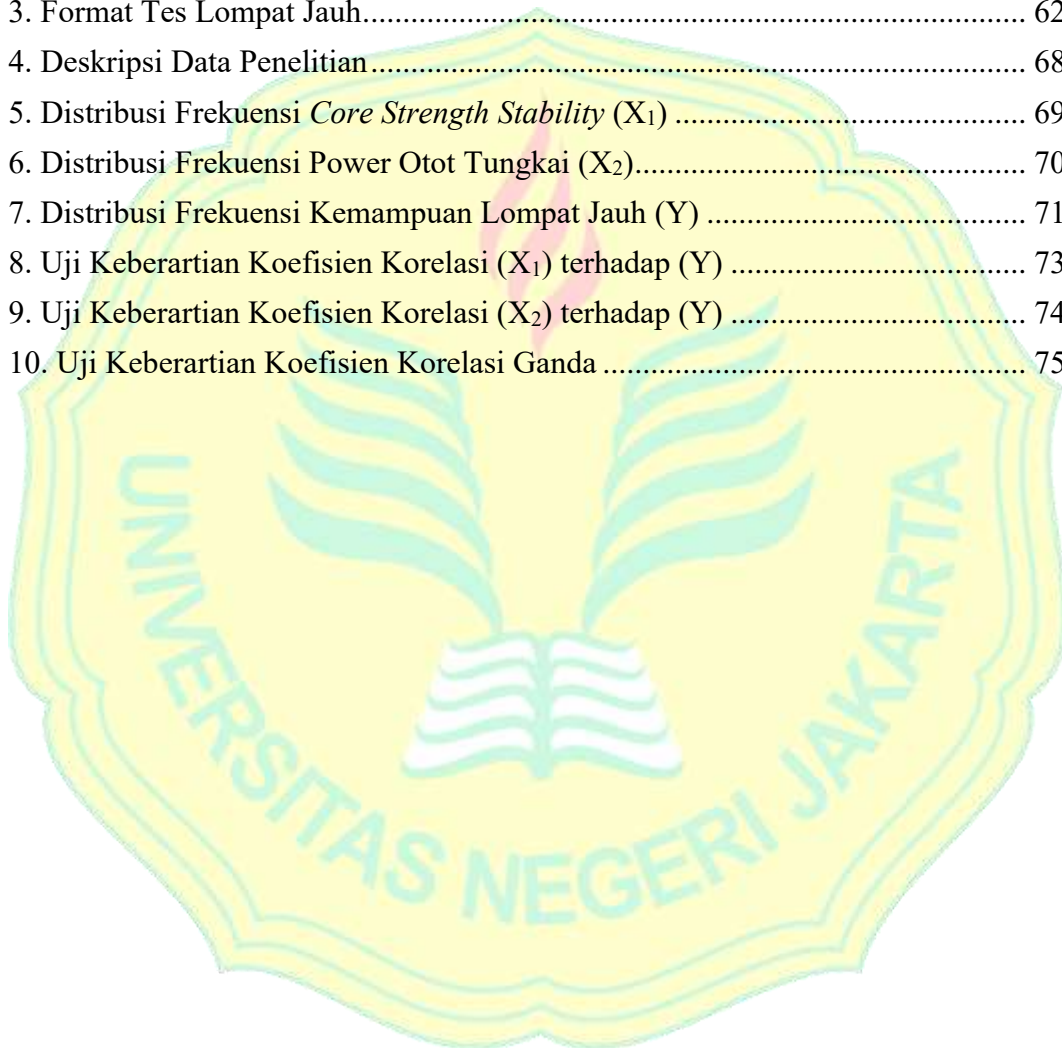 3. Format Tes Lompat Jauh.................................................................................... 62
4. Deskripsi Data Penelitian................................................................................... 68
5. Distribusi Frekuensi Core Strength Stability (X₁) ............................................ 69
6. Distribusi Frekuensi Power Otot Tungkai (X₂)................................................. 70
7. Distribusi Frekuensi Kemampuan Lompat Jauh (Y) ........................................ 71
8. Uji Keberartian Koefisien Korelasi (X₁) terhadap (Y) ..................................... 73
9. Uji Keberartian Koefisien Korelasi (X₂) terhadap (Y) ..................................... 74
10. Uji Keberartian Koefisien Korelasi Ganda ..................................................... 75
UNIVERSITAS NEGERI JAKARTA